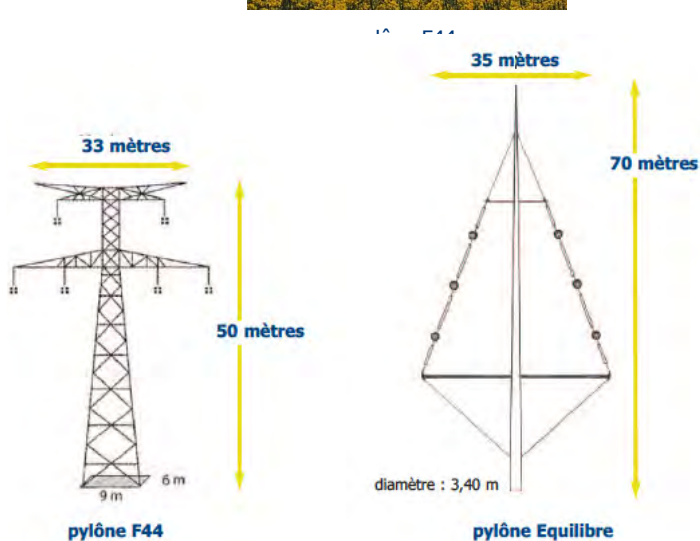 35 mètres
33 mètres
70 mètres
50 mètres
6 m
9 m
diamètre : 3,40 m
pylône F44
pylône Equilibre